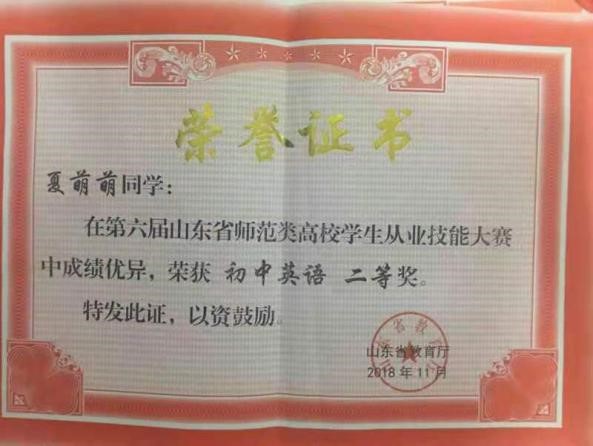 荣誉证书
夏萌萌同学：
在第六届山东省师范类高校学生从业技能大赛
中成绩优异，荣获 初中英语 二等奖。
特发此证，以资鼓励。
山东省教育厅
2018年11月